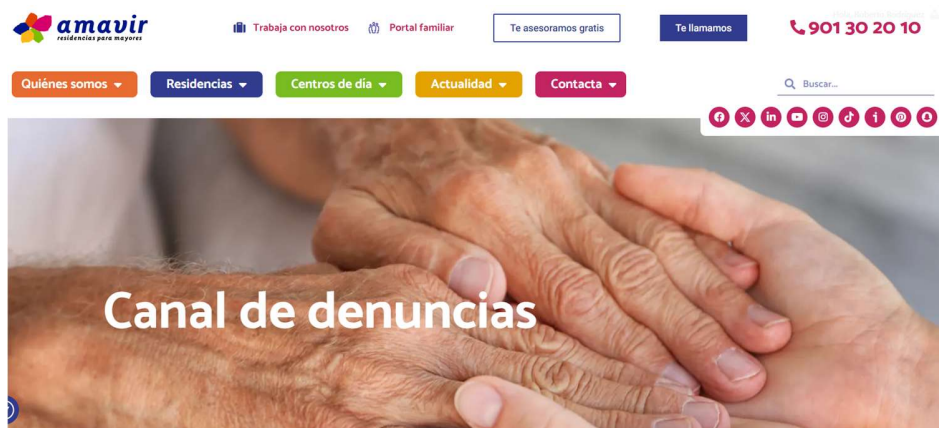 amavir
residencias para mayores
Trabaja con nosotros
Portal familiar
Te asesoramos gratis
Te llamamos
901 30 20 10
Quiénes somos
Residencias
Centros de día
Actualidad
Contacta
Buscar...
Canal de denuncias